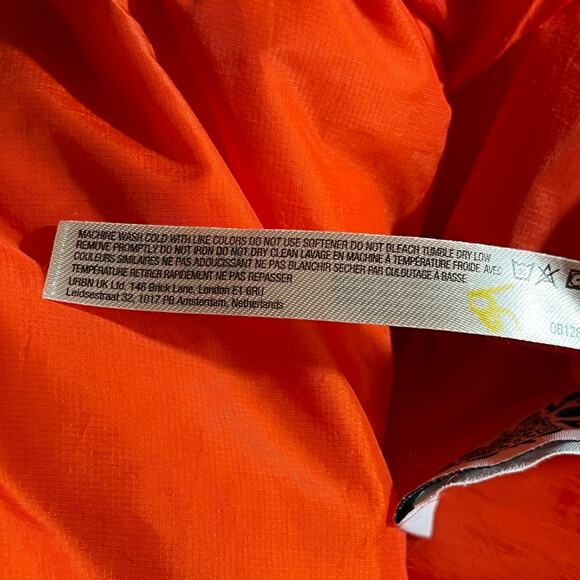 MACHINE WASH COLD WITH LIKE COLORS DO NOT USE SOFTENER DO NOT BLEACH TUMBLE DRY LOW
REMOVE PROMPTLY DO NOT IRON DO NOT DRY CLEAN LAVAGE EN MACHINE À TEMPÉRATURE FROIDE AVEC
COULEURS SIMILAIRES NE PAS ADOUCISSANT NE PAS BLANCHIR SECHER PAR CULBUTAGE À BASSE
TEMPÉRATURE RETIRER RAPIDEMENT NE PAS REPASSER
URBN UK Ltd, 146 Brick Lane, London E1 6RU
Leidsestraat 32, 1017 PB Amsterdam, Netherlands
OB128